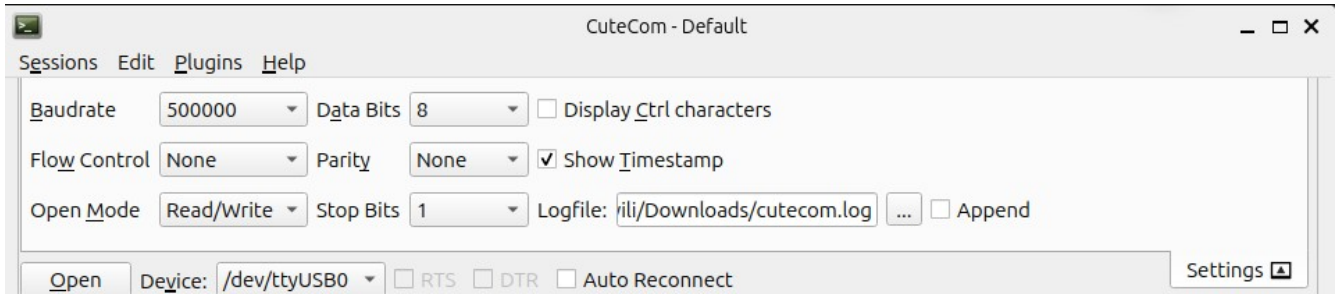 CuteCom - Default
Sessions Edit Plugins Help
Baudrate 500000 Data Bits 8 Display Ctrl characters
Flow Control None Parity None Show Timestamp
Open Mode Read/Write Stop Bits 1 Logfile: ili/Downloads/cutecom.log ... Append
Settings
Open Device: /dev/ttyUSB0 RTS DTR Auto Reconnect